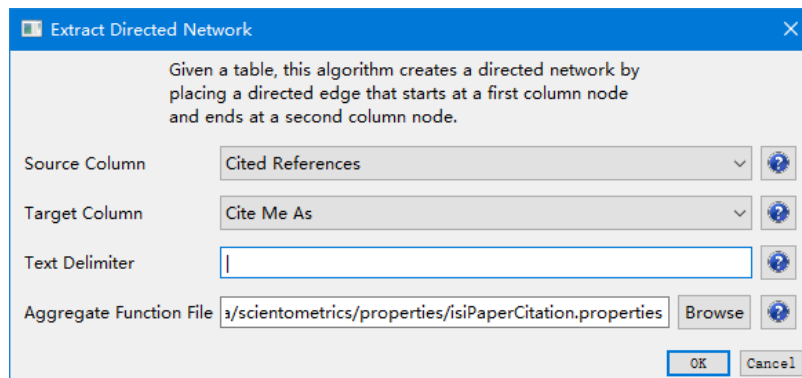 Extract Directed Network
Given a table, this algorithm creates a directed network by
placing a directed edge that starts at a first column node
and ends at a second column node.
Source Column Cited References
Target Column Cite Me As
Text Delimiter |
Aggregate Function File a/scientometrics/properties/isiPaperCitation.properties Browse
OK Cancel